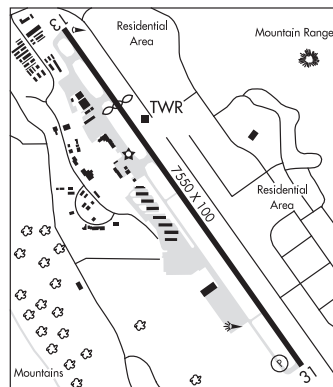 13
Residential
Area
Mountain Range
TWR
7550 X 100
Residential
Area
Mountains
P
31